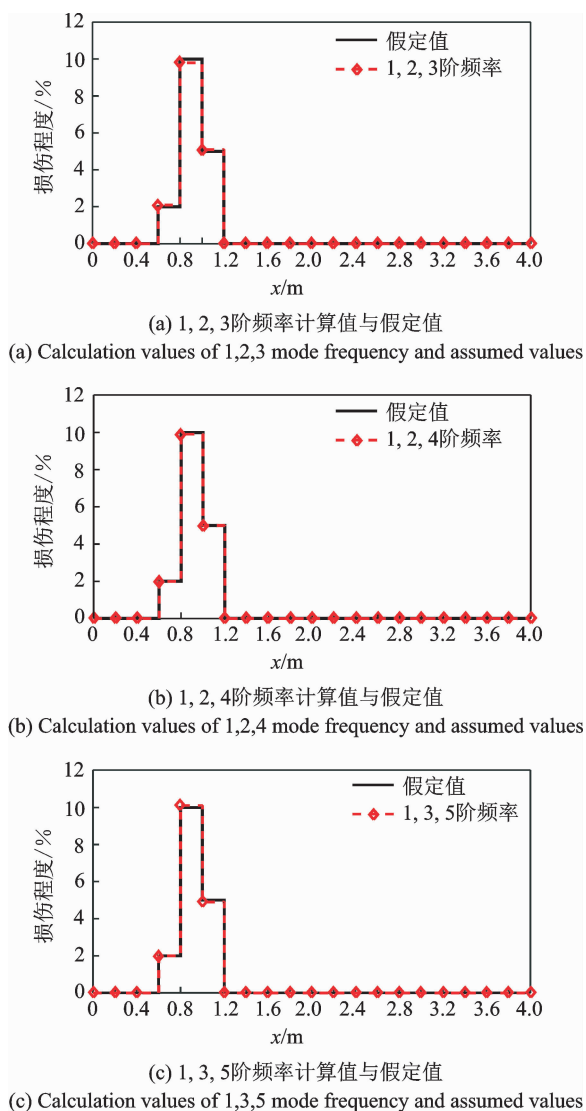 12
10
8
6
4
2
0
损伤程度/%
假定值
1, 2, 3阶频率
0 0.4 0.8 1.2 1.6 2.0 2.4 2.8 3.2 3.6 4.0
x/m
(a) 1, 2, 3阶频率计算值与假定值
(a) Calculation values of 1,2,3 mode frequency and assumed values
12
10
8
6
4
2
0
损伤程度/%
假定值
1, 2, 4阶频率
0 0.4 0.8 1.2 1.6 2.0 2.4 2.8 3.2 3.6 4.0
x/m
(b) 1, 2, 4阶频率计算值与假定值
(b) Calculation values of 1,2,4 mode frequency and assumed values
12
10
8
6
4
2
0
损伤程度/%
假定值
1, 3, 5阶频率
0 0.4 0.8 1.2 1.6 2.0 2.4 2.8 3.2 3.6 4.0
x/m
(c) 1, 3, 5阶频率计算值与假定值
(c) Calculation values of 1,3,5 mode frequency and assumed values